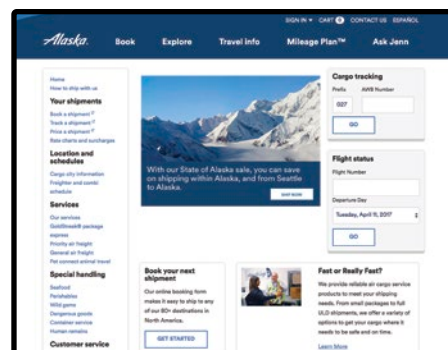 SIGN IN CART 0 CONTACT US ESPAÑOL
Alaska.
Book Explore Travel info Mileage Plan™ Ask Jenn
Home
How to ship with us
Your shipments
Book a shipment
Track a shipment
Price a shipment
Rate charts and surcharges
Location and
schedules
Cargo city information
Freighter and combi
schedule
Services
Our services
GoldStreak® package
express
Priority air freight
General air freight
Pet connect animal travel
Special handling
Seafood
Perishables
Wild game
Dangerous goods
Container service
Human remains
Customer service
With our State of Alaska sale, you can save
on shipping within Alaska, and from Seattle
to Alaska.
SHIP NOW
Cargo tracking
Prefix AWB Number
027
GO
Flight status
Flight Number
Departure Day
Tuesday, April 11, 2017
GO
Book your next
shipment
Our online booking form
makes it easy to ship to any
of our 80+ destinations in
North America.
GET STARTED
Fast or Really Fast?
We provide reliable air cargo service
products to meet your shipping
needs. From small packages to full
ULD shipments, we offer a variety of
options to get your cargo where it
needs to be safe and on time.
Learn More